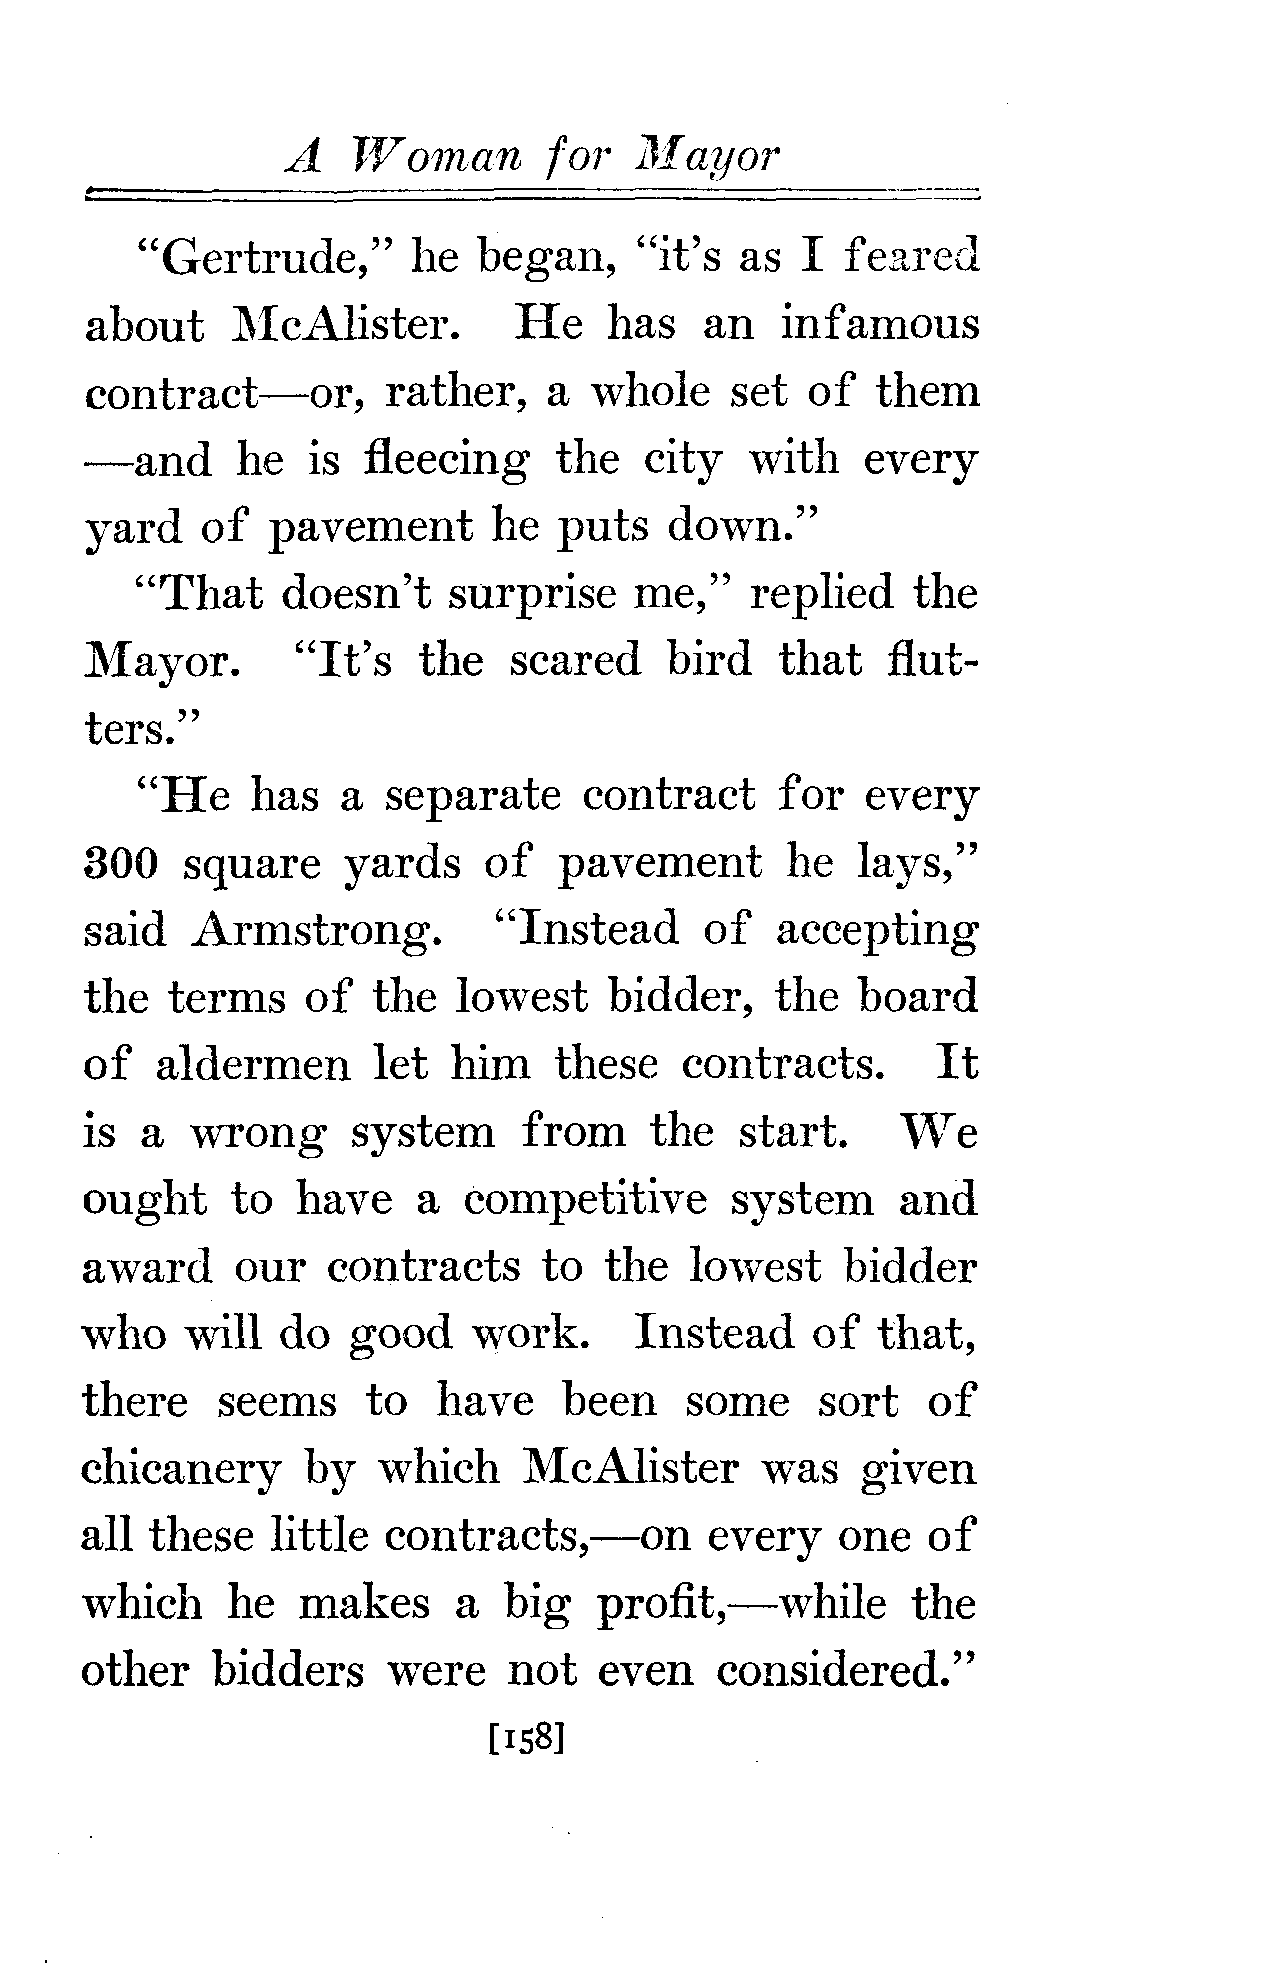 A Woman for Mayor
“Gertrude,” he began, “it’s as I feared
about McAlister. He has an infamous
contract—or, rather, a whole set of them
—and he is fleecing the city with every
yard of pavement he puts down.”
“That doesn’t surprise me,” replied the
Mayor. “It’s the scared bird that flut-
ters.”
“He has a separate contract for every
300 square yards of pavement he lays,”
said Armstrong. “Instead of accepting
the terms of the lowest bidder, the board
of aldermen let him these contracts. It
is a wrong system from the start. We
ought to have a competitive system and
award our contracts to the lowest bidder
who will do good work. Instead of that,
there seems to have been some sort of
chicanery by which McAlister was given
all these little contracts,—on every one of
which he makes a big profit,—while the
other bidders were not even considered.”
[158]